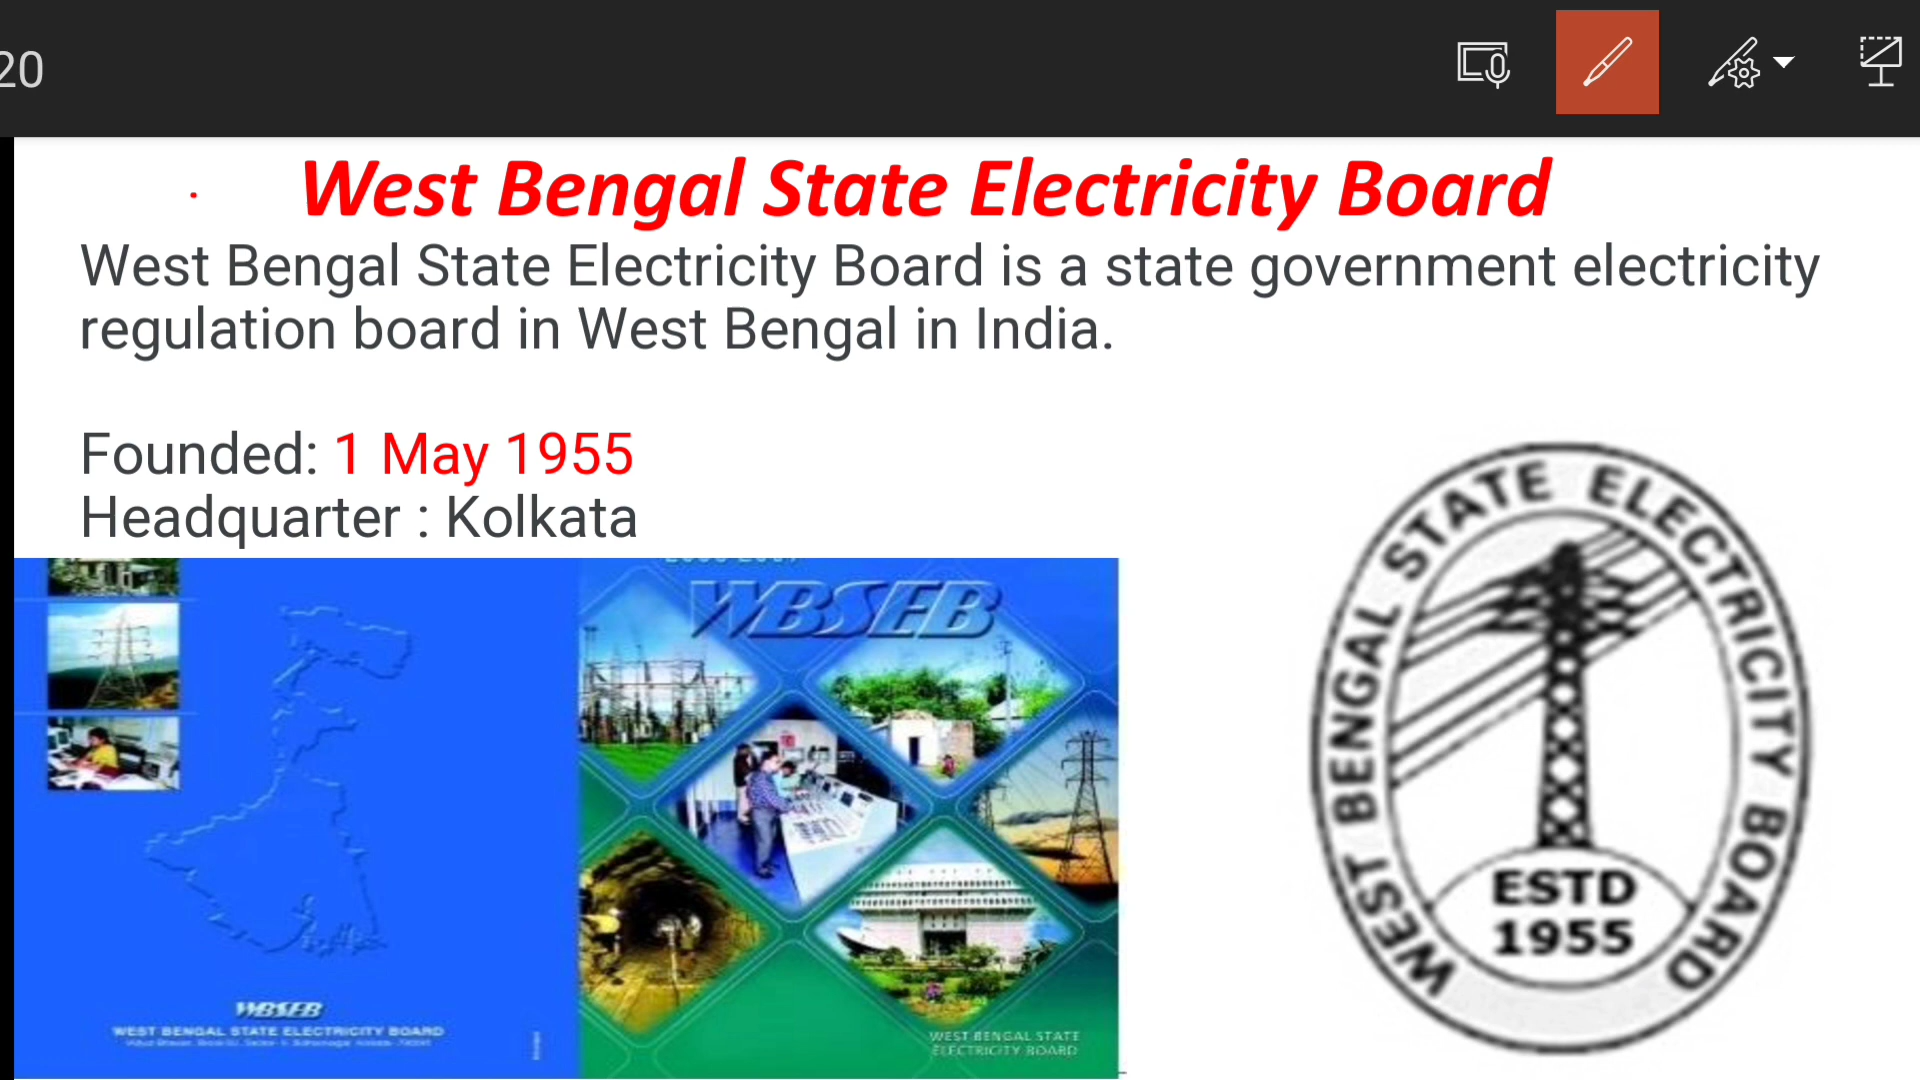 20
West Bengal State Electricity Board
West Bengal State Electricity Board is a state government electricity
regulation board in West Bengal in India.
Founded: 1 May 1955
Headquarter : Kolkata
WBSEB
WEST BENGAL STATE
ELECTRICITY BOARD
WBSEB
WEST BENGAL STATE ELECTRICITY BOARD
WEST BENGAL STATE ELECTRICITY BOARD
ESTD
1955